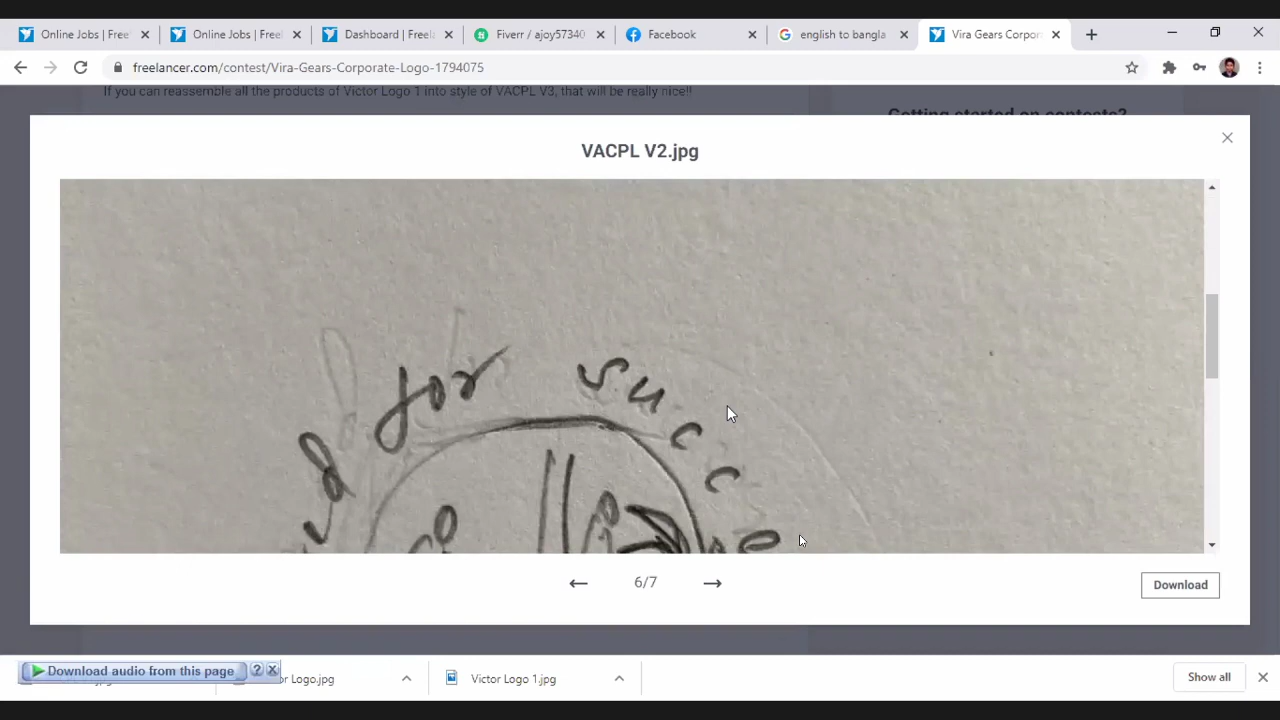 Online Jobs | Free
Online Jobs | Free
Dashboard | Freela
Fiverr / ajoy57340
Facebook
english to bangla
Vira Gears Corpor
freelancer.com/contest/Vira-Gears-Corporate-Logo-1794075
If you can reassemble all the products of Victor Logo 1 into style of VACPL V3, that will be really nice!!
Getting started on contests?
VACPL V2.jpg
for succe
6/7
Download
Download audio from this page
?
or Logo.jpg
Victor Logo 1.jpg
Show all